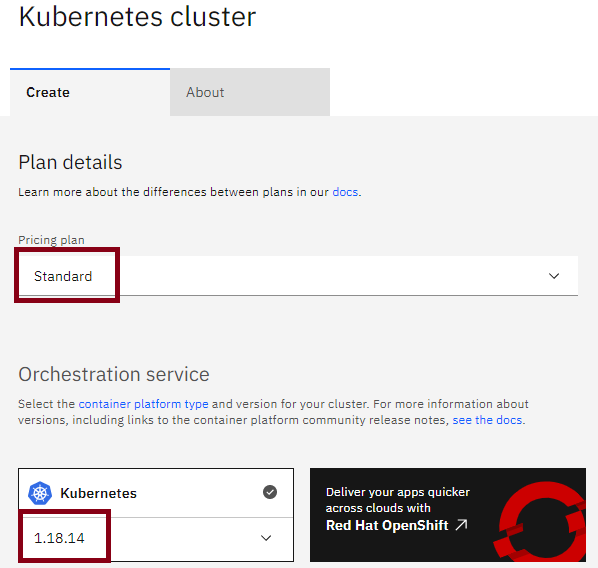 Kubernetes cluster
Create
About
Plan details
Learn more about the differences between plans in our docs.
Pricing plan
Standard
Orchestration service
Select the container platform type and version for your cluster. For more information about
versions, including links to the container platform community release notes, see the docs.
Kubernetes
1.18.14
Deliver your apps quicker
across clouds with
Red Hat OpenShift